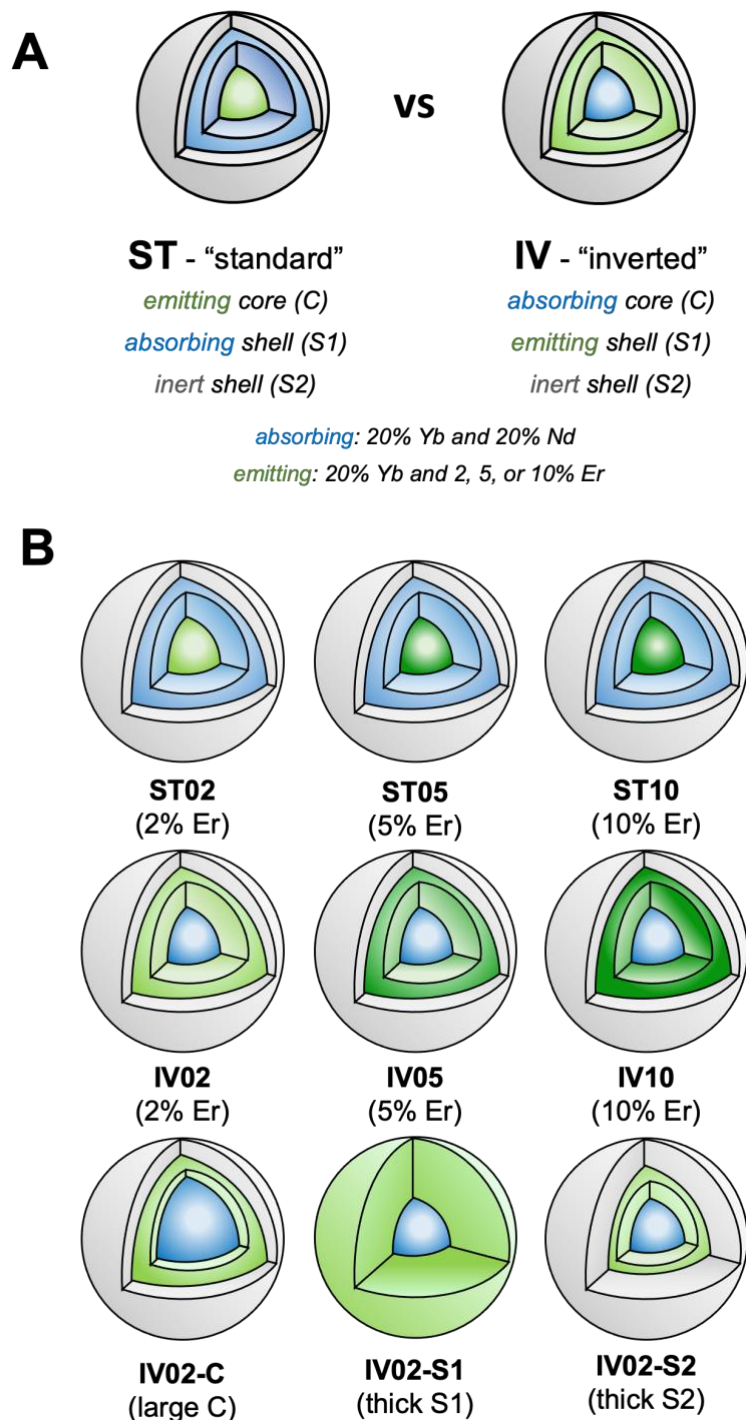 A
vs
ST - “standard”
emitting core (C)
absorbing shell (S1)
inert shell (S2)
IV - “inverted”
absorbing core (C)
emitting shell (S1)
inert shell (S2)
absorbing: 20% Yb and 20% Nd
emitting: 20% Yb and 2, 5, or 10% Er
B
ST02
(2% Er)
ST05
(5% Er)
ST10
(10% Er)
IV02
(2% Er)
IV05
(5% Er)
IV10
(10% Er)
IV02-C
(large C)
IV02-S1
(thick S1)
IV02-S2
(thick S2)